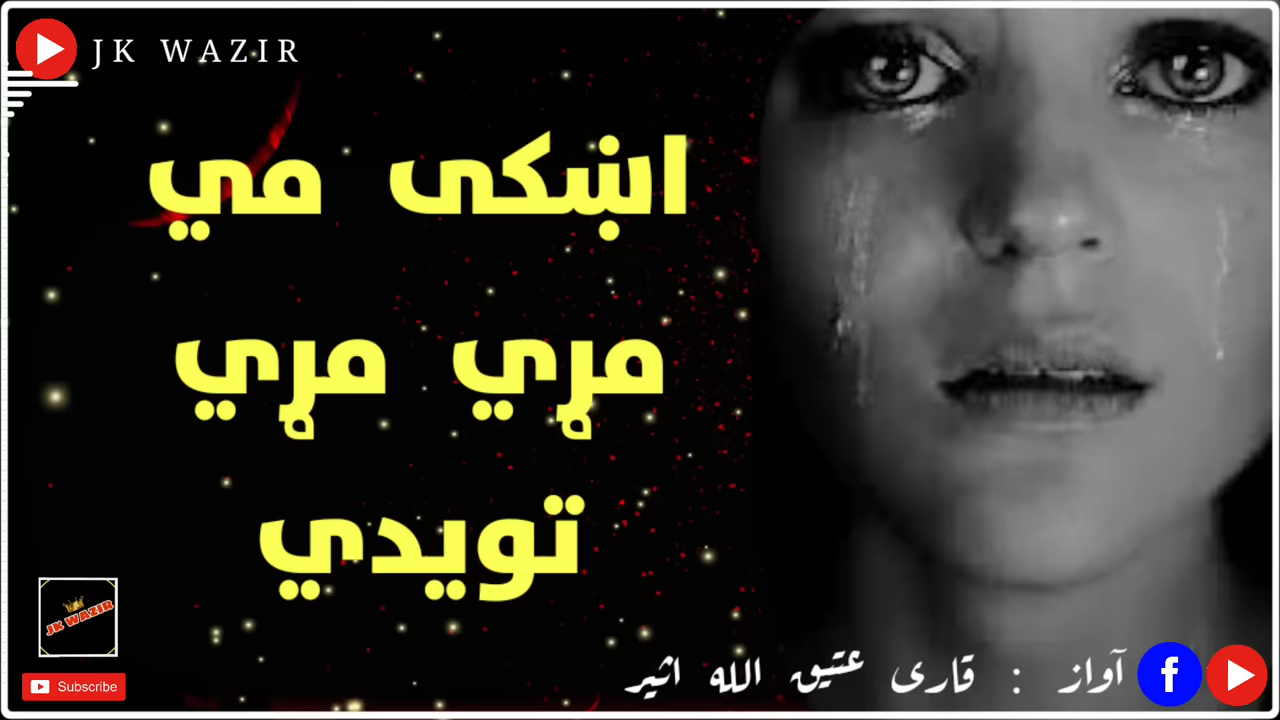 JK WAZIR
اښکی مي
مړي مړي
تويدي
JK WAZIR
Subscribe
آواز : قاری عتیق الله اثیر